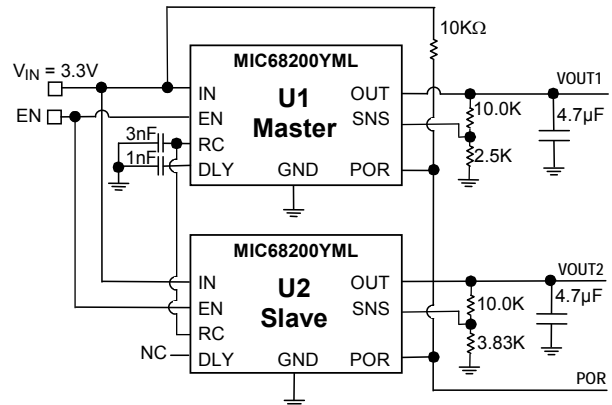 10KΩ
MIC68200YML
VIN = 3.3V
IN
OUT
VOUT1
U1
10.0K
EN
EN
4.7µF
Master
SNS
3nF
RC
2.5K
1nF
DLY
GND
POR
MIC68200YML
IN
OUT
VOUT2
U2
10.0K
EN
4.7µF
Slave
SNS
RC
3.83K
NC
DLY
GND
POR
POR